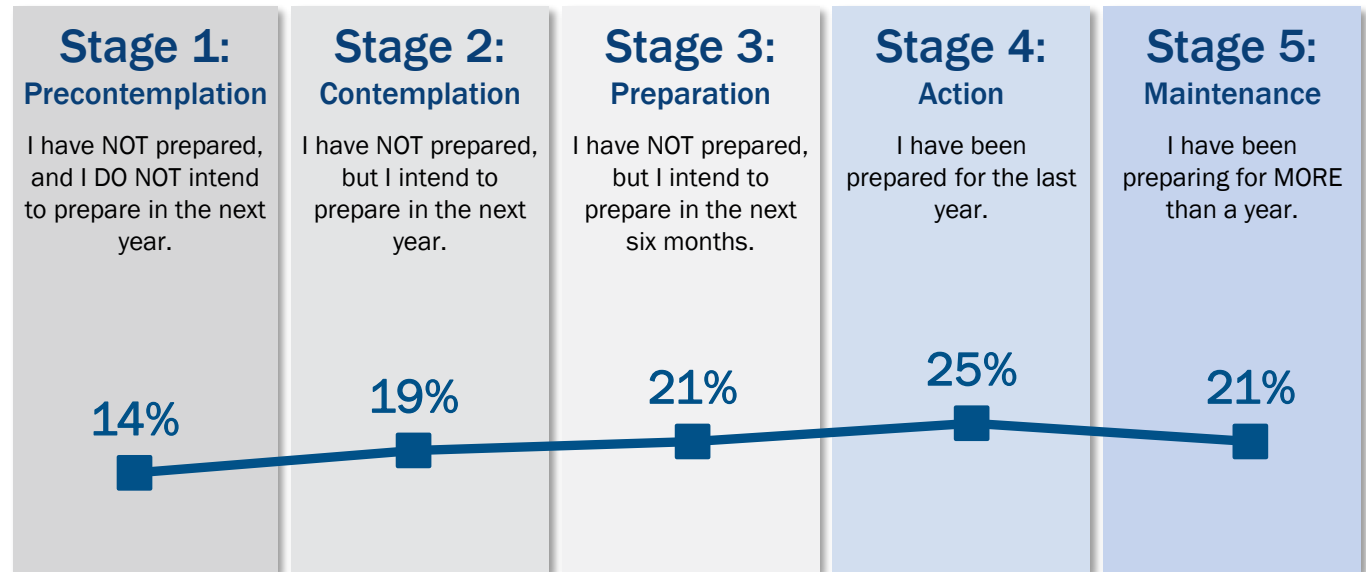 Stage 1:
Precontemplation
I have NOT prepared,
and I DO NOT intend
to prepare in the next
year.
14%
Stage 2:
Contemplation
I have NOT prepared,
but I intend to
prepare in the next
year.
19%
Stage 3:
Preparation
I have NOT prepared,
but I intend to
prepare in the next
six months.
21%
Stage 4:
Action
I have been
prepared for the last
year.
25%
Stage 5:
Maintenance
I have been
preparing for MORE
than a year.
21%